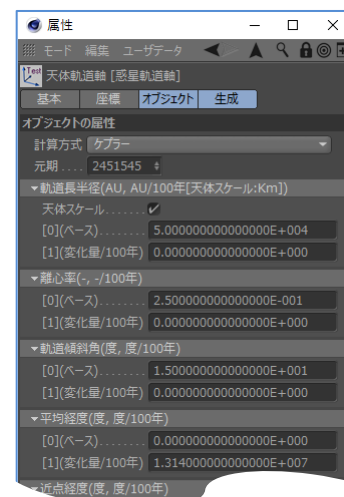 属性
モード 編集 ユーザデータ
Test 天体軌道軸 [惑星軌道軸]
基本 座標 オブジェクト 生成
オブジェクトの属性
計算方式 ケプラー
元期.... 2451545
▼軌道長半径(AU, AU/100年[天体スケール:Km])
天体スケール.......✔
[0](ベース)........ 5.000000000000000E+004
[1](変化量/100年) 0.000000000000000E+000
▼離心率(-, -/100年)
[0](ベース)........ 2.500000000000000E-001
[1](変化量/100年) 0.000000000000000E+000
▼軌道傾斜角(度, 度/100年)
[0](ベース)........ 1.500000000000000E+001
[1](変化量/100年) 0.000000000000000E+000
▼平均経度(度, 度/100年)
[0](ベース)........ 0.000000000000000E+000
[1](変化量/100年) 1.314000000000000E+007
▼近点経度(度, 度/100年)